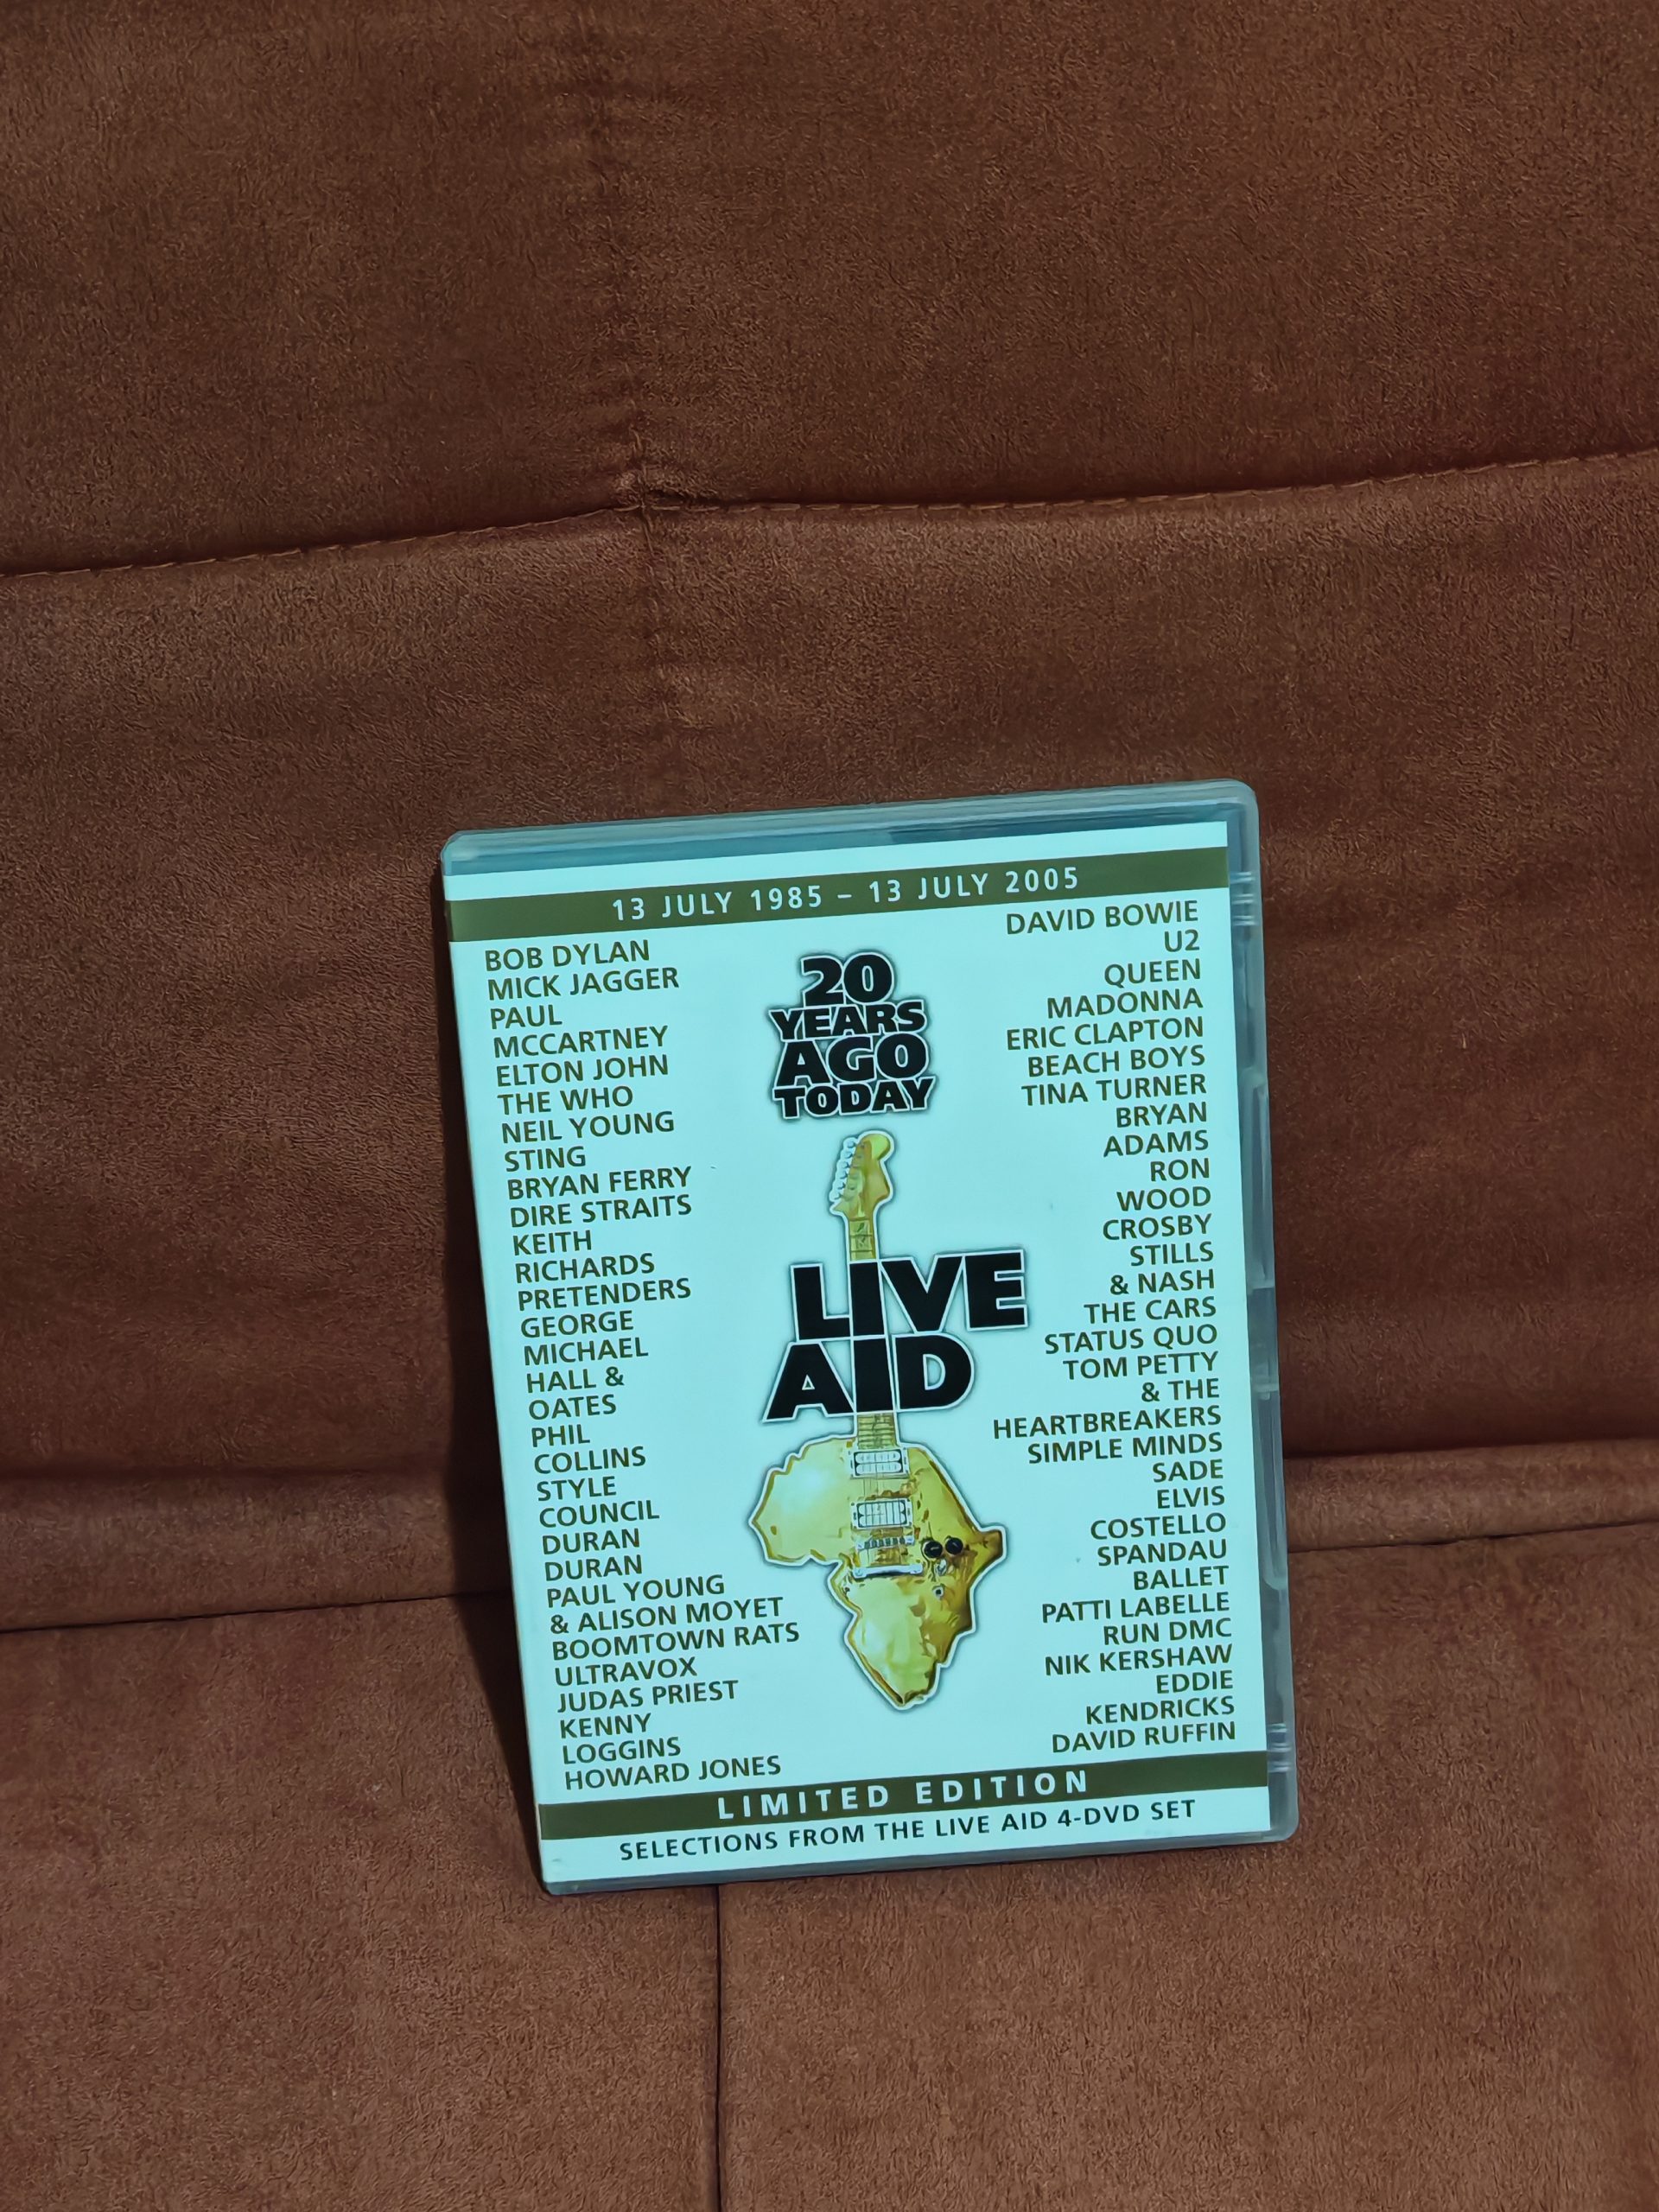 13 JULY 1985 – 13 JULY 2005
BOB DYLAN
MICK JAGGER
PAUL
MCCARTNEY
ELTON JOHN
THE WHO
NEIL YOUNG
STING
BRYAN FERRY
DIRE STRAITS
KEITH
RICHARDS
PRETENDERS
GEORGE
MICHAEL
HALL &
OATES
PHIL
COLLINS
STYLE
COUNCIL
DURAN
DURAN
PAUL YOUNG
& ALISON MOYET
BOOMTOWN RATS
ULTRAVOX
JUDAS PRIEST
KENNY
LOGGINS
HOWARD JONES
20
YEARS
AGO
TODAY
LIVE
AID
DAVID BOWIE
U2
QUEEN
MADONNA
ERIC CLAPTON
BEACH BOYS
TINA TURNER
BRYAN
ADAMS
RON
WOOD
CROSBY
STILLS
& NASH
THE CARS
STATUS QUO
TOM PETTY
& THE
HEARTBREAKERS
SIMPLE MINDS
SADE
ELVIS
COSTELLO
SPANDAU
BALLET
PATTI LABELLE
RUN DMC
NIK KERSHAW
EDDIE
KENDRICKS
DAVID RUFFIN
LIMITED EDITION
SELECTIONS FROM THE LIVE AID 4-DVD SET